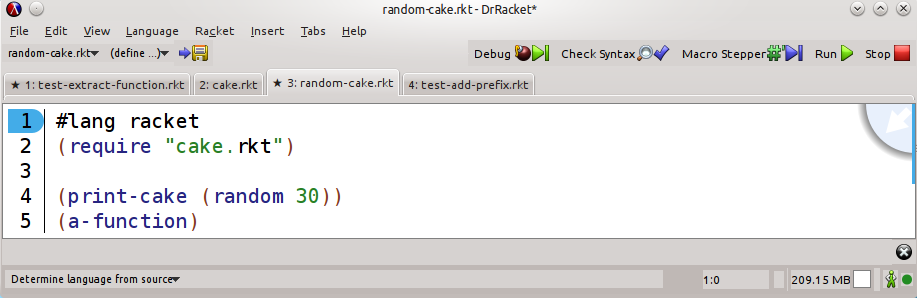 random-cake.rkt - DrRacket*
File Edit View Language Racket Insert Tabs Help
random-cake.rkt (define ...) Debug Check Syntax Macro Stepper Run Stop
★ 1: test-extract-function.rkt 2: cake.rkt ★ 3: random-cake.rkt 4: test-add-prefix.rkt
1 #lang racket
2 (require "cake.rkt")
3
4 (print-cake (random 30))
5 (a-function)
Determine language from source 1:0 209.15 MB